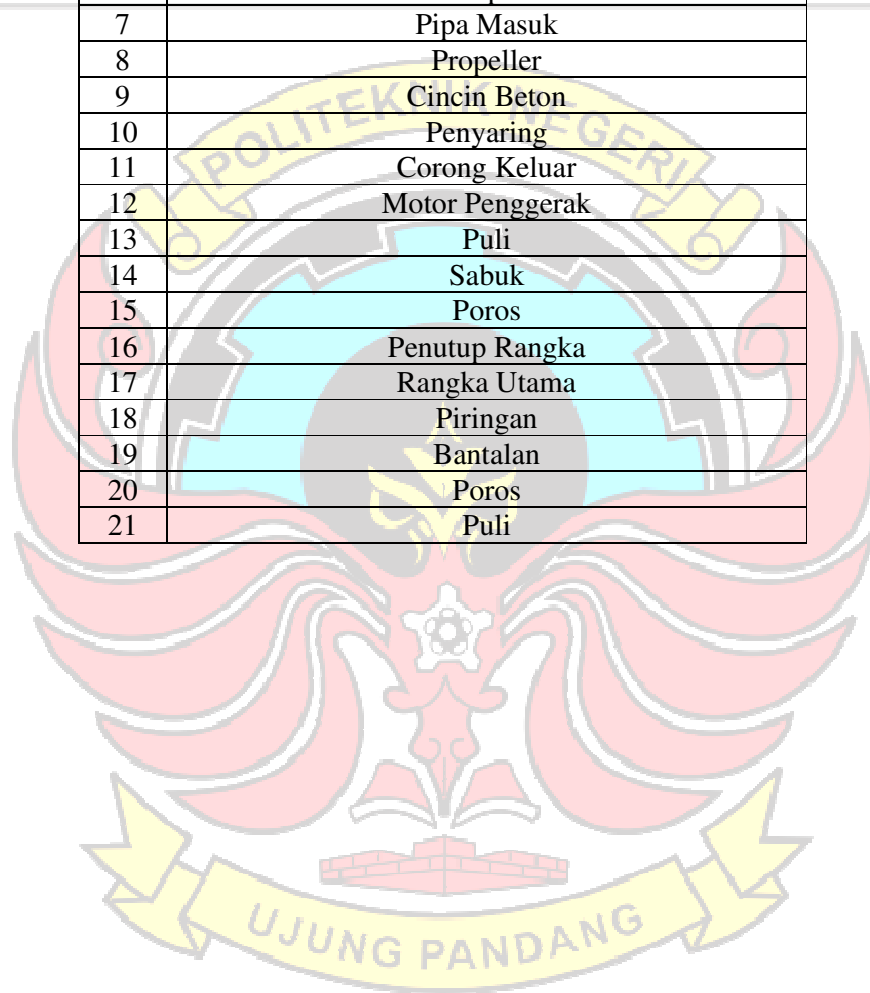 7 Pipa Masuk
8 Propeller
9 Cincin Beton
10 Penyaring
11 Corong Keluar
12 Motor Penggerak
13 Puli
14 Sabuk
15 Poros
16 Penutup Rangka
17 Rangka Utama
18 Piringan
19 Bantalan
20 Poros
21 Puli
POLITEKNIK NEGERI
UJUNG PANDANG